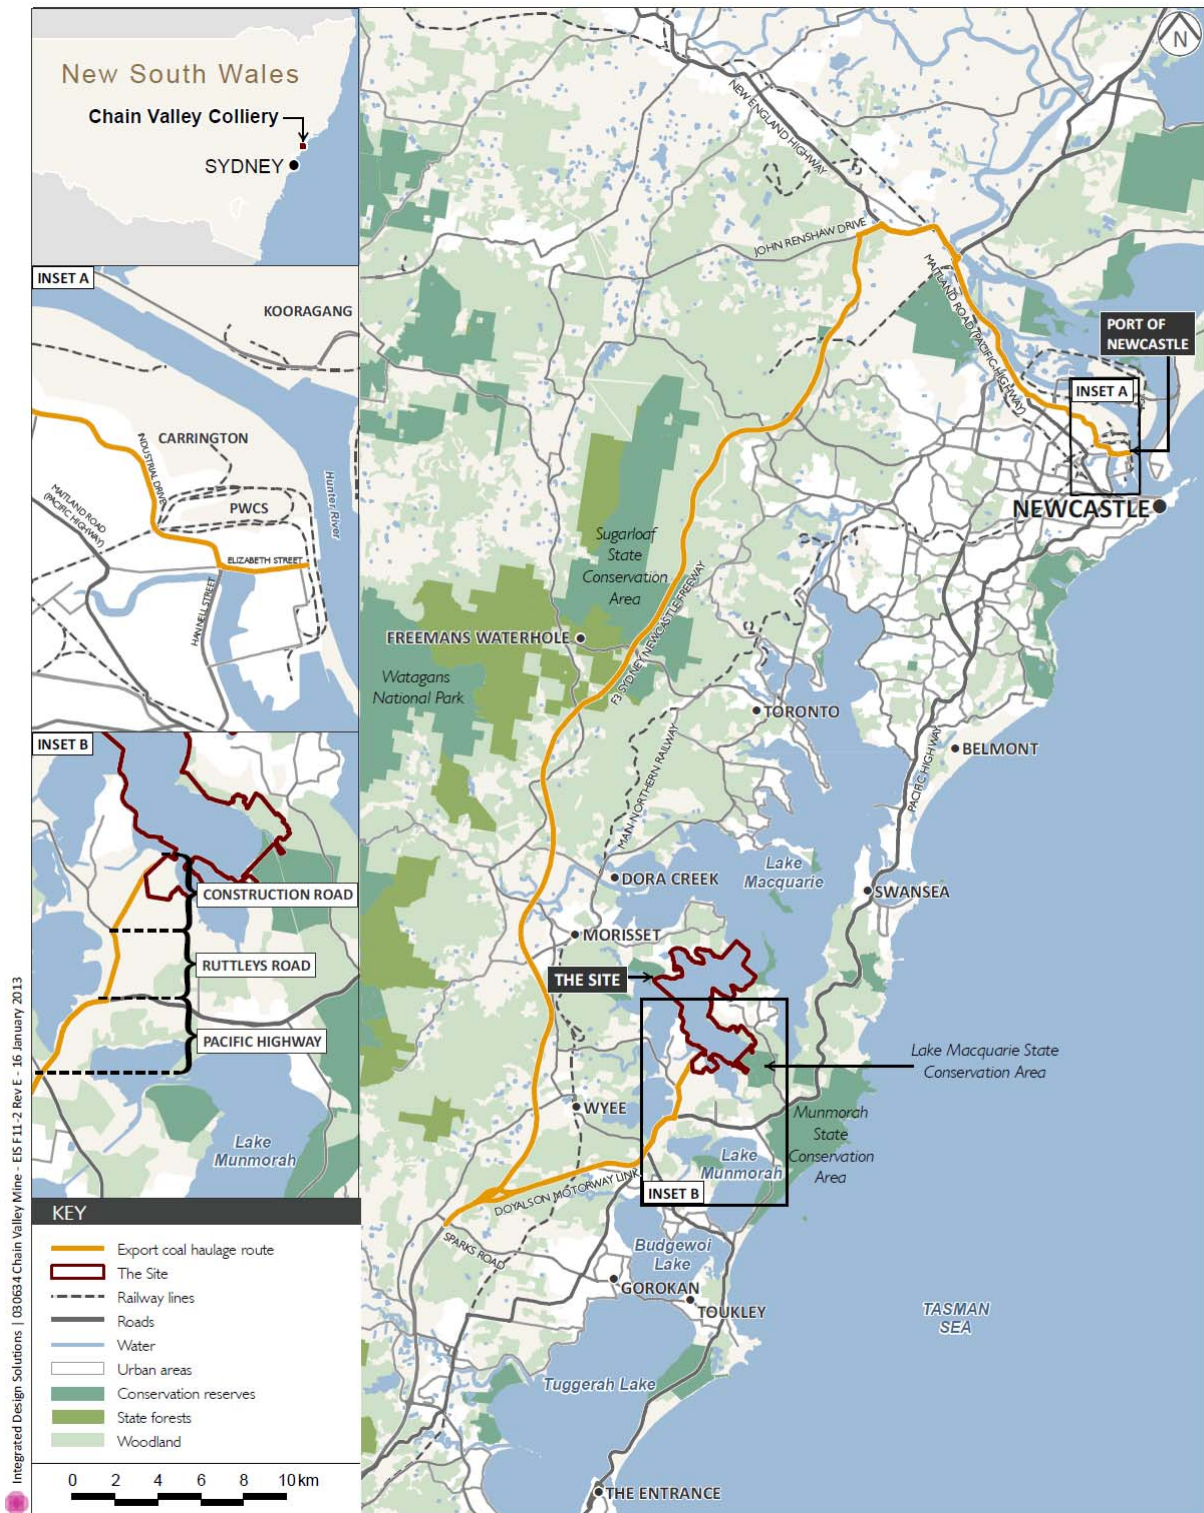 New South Wales
Chain Valley Colliery
SYDNEY
INSET A
KOORAGANG
CARRINGTON
INDUSTRIAL DRIVE
MAITLAND ROAD
(PACIFIC HIGHWAY)
PWCS
Hunter River
ELIZABETH STREET
HANNELL STREET
INSET B
CONSTRUCTION ROAD
RUTTLEYS ROAD
PACIFIC HIGHWAY
Lake
Munmorah
KEY
Export coal haulage route
The Site
Railway lines
Roads
Water
Urban areas
Conservation reserves
State forests
Woodland
0 2 4 6 8 10 km
Integrated Design Solutions | 030634 Chain Valley Mine - EIS F11-2 Rev E - 16 January 2013
N
NEW ENGLAND HIGHWAY
JOHN RENSHAW DRIVE
MAITLAND ROAD (PACIFIC HIGHWAY)
PORT OF
NEWCASTLE
INSET A
NEWCASTLE
Sugarloaf
State
Conservation
Area
FREEMANS WATERHOLE
F3 SYDNEY NEWCASTLE FREEWAY
Watagans
National Park
TORONTO
BELMONT
MAIN NORTHERN RAILWAY
PACIFIC HIGHWAY
Lake
Macquarie
DORA CREEK
SWANSEA
MORISSET
THE SITE
Lake Macquarie State
Conservation Area
WYEE
Munmorah
State
Conservation
Area
Lake
Munmorah
INSET B
DOYALSON MOTORWAY LINK
SPARKS ROAD
Budgewoi
Lake
GOROKAN
TOUKLEY
TASMAN
SEA
Tuggerah Lake
THE ENTRANCE